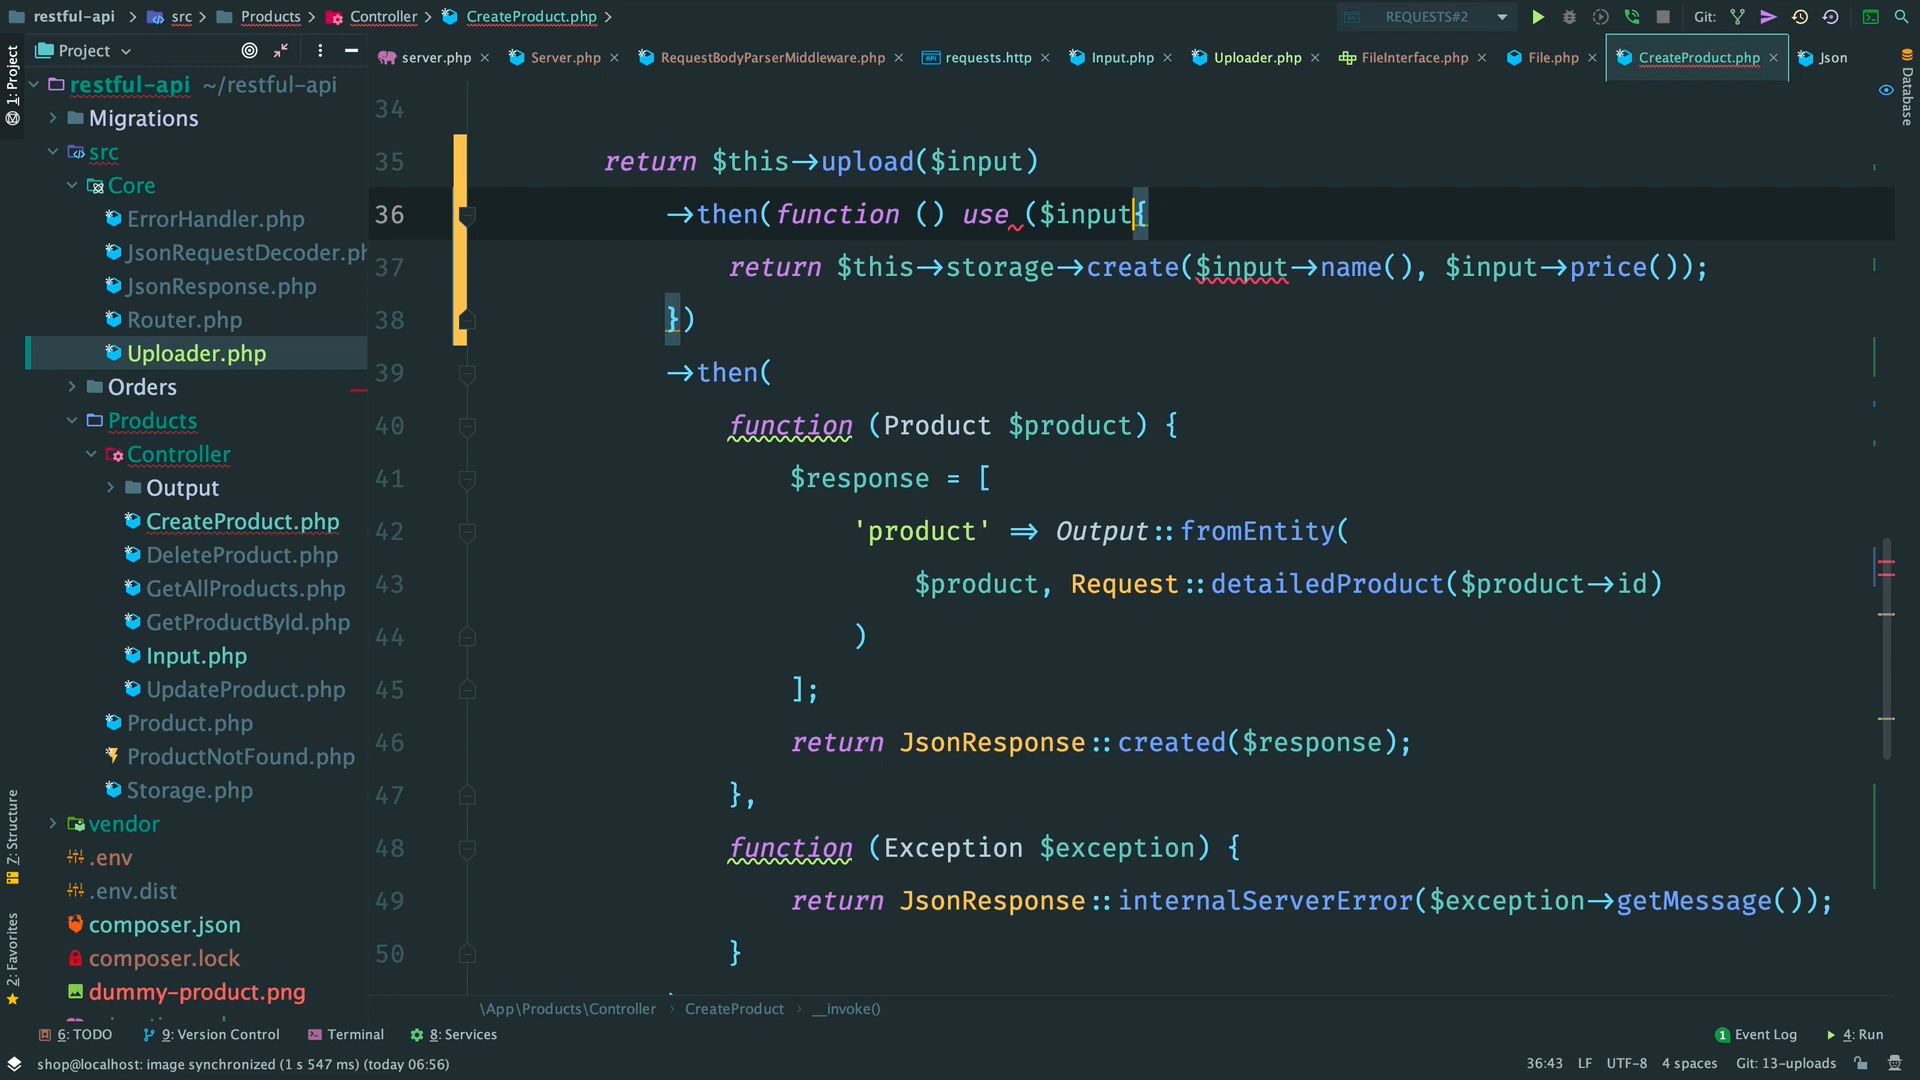 restful-api
src
Products
Controller
CreateProduct.php
REQUESTS#2
Git:
Project
server.php
Server.php
RequestBodyParserMiddleware.php
requests.http
Input.php
Uploader.php
FileInterface.php
File.php
CreateProduct.php
Json
1: Project
Z: Structure
2: Favorites
Database
restful-api ~/restful-api
Migrations
src
Core
ErrorHandler.php
JsonRequestDecoder.ph
JsonResponse.php
Router.php
Uploader.php
Orders
Products
Controller
Output
CreateProduct.php
DeleteProduct.php
GetAllProducts.php
GetProductById.php
Input.php
UpdateProduct.php
Product.php
ProductNotFound.php
Storage.php
vendor
.env
.env.dist
composer.json
composer.lock
dummy-product.png
34
35 return $this->upload($input)
36 ->then(function () use ($input{
37 return $this->storage->create($input->name(), $input->price());
38 })
39 ->then(
40 function (Product $product) {
41 $response = [
42 'product' => Output::fromEntity(
43 $product, Request::detailedProduct($product->id)
44 )
45 ];
46 return JsonResponse::created($response);
47 },
48 function (Exception $exception) {
49 return JsonResponse::internalServerError($exception->getMessage());
50 }
\App\Products\Controller
CreateProduct
__invoke()
6: TODO
9: Version Control
Terminal
8: Services
1 Event Log
4: Run
shop@localhost: image synchronized (1 s 547 ms) (today 06:56)
36:43
LF
UTF-8
4 spaces
Git: 13-uploads